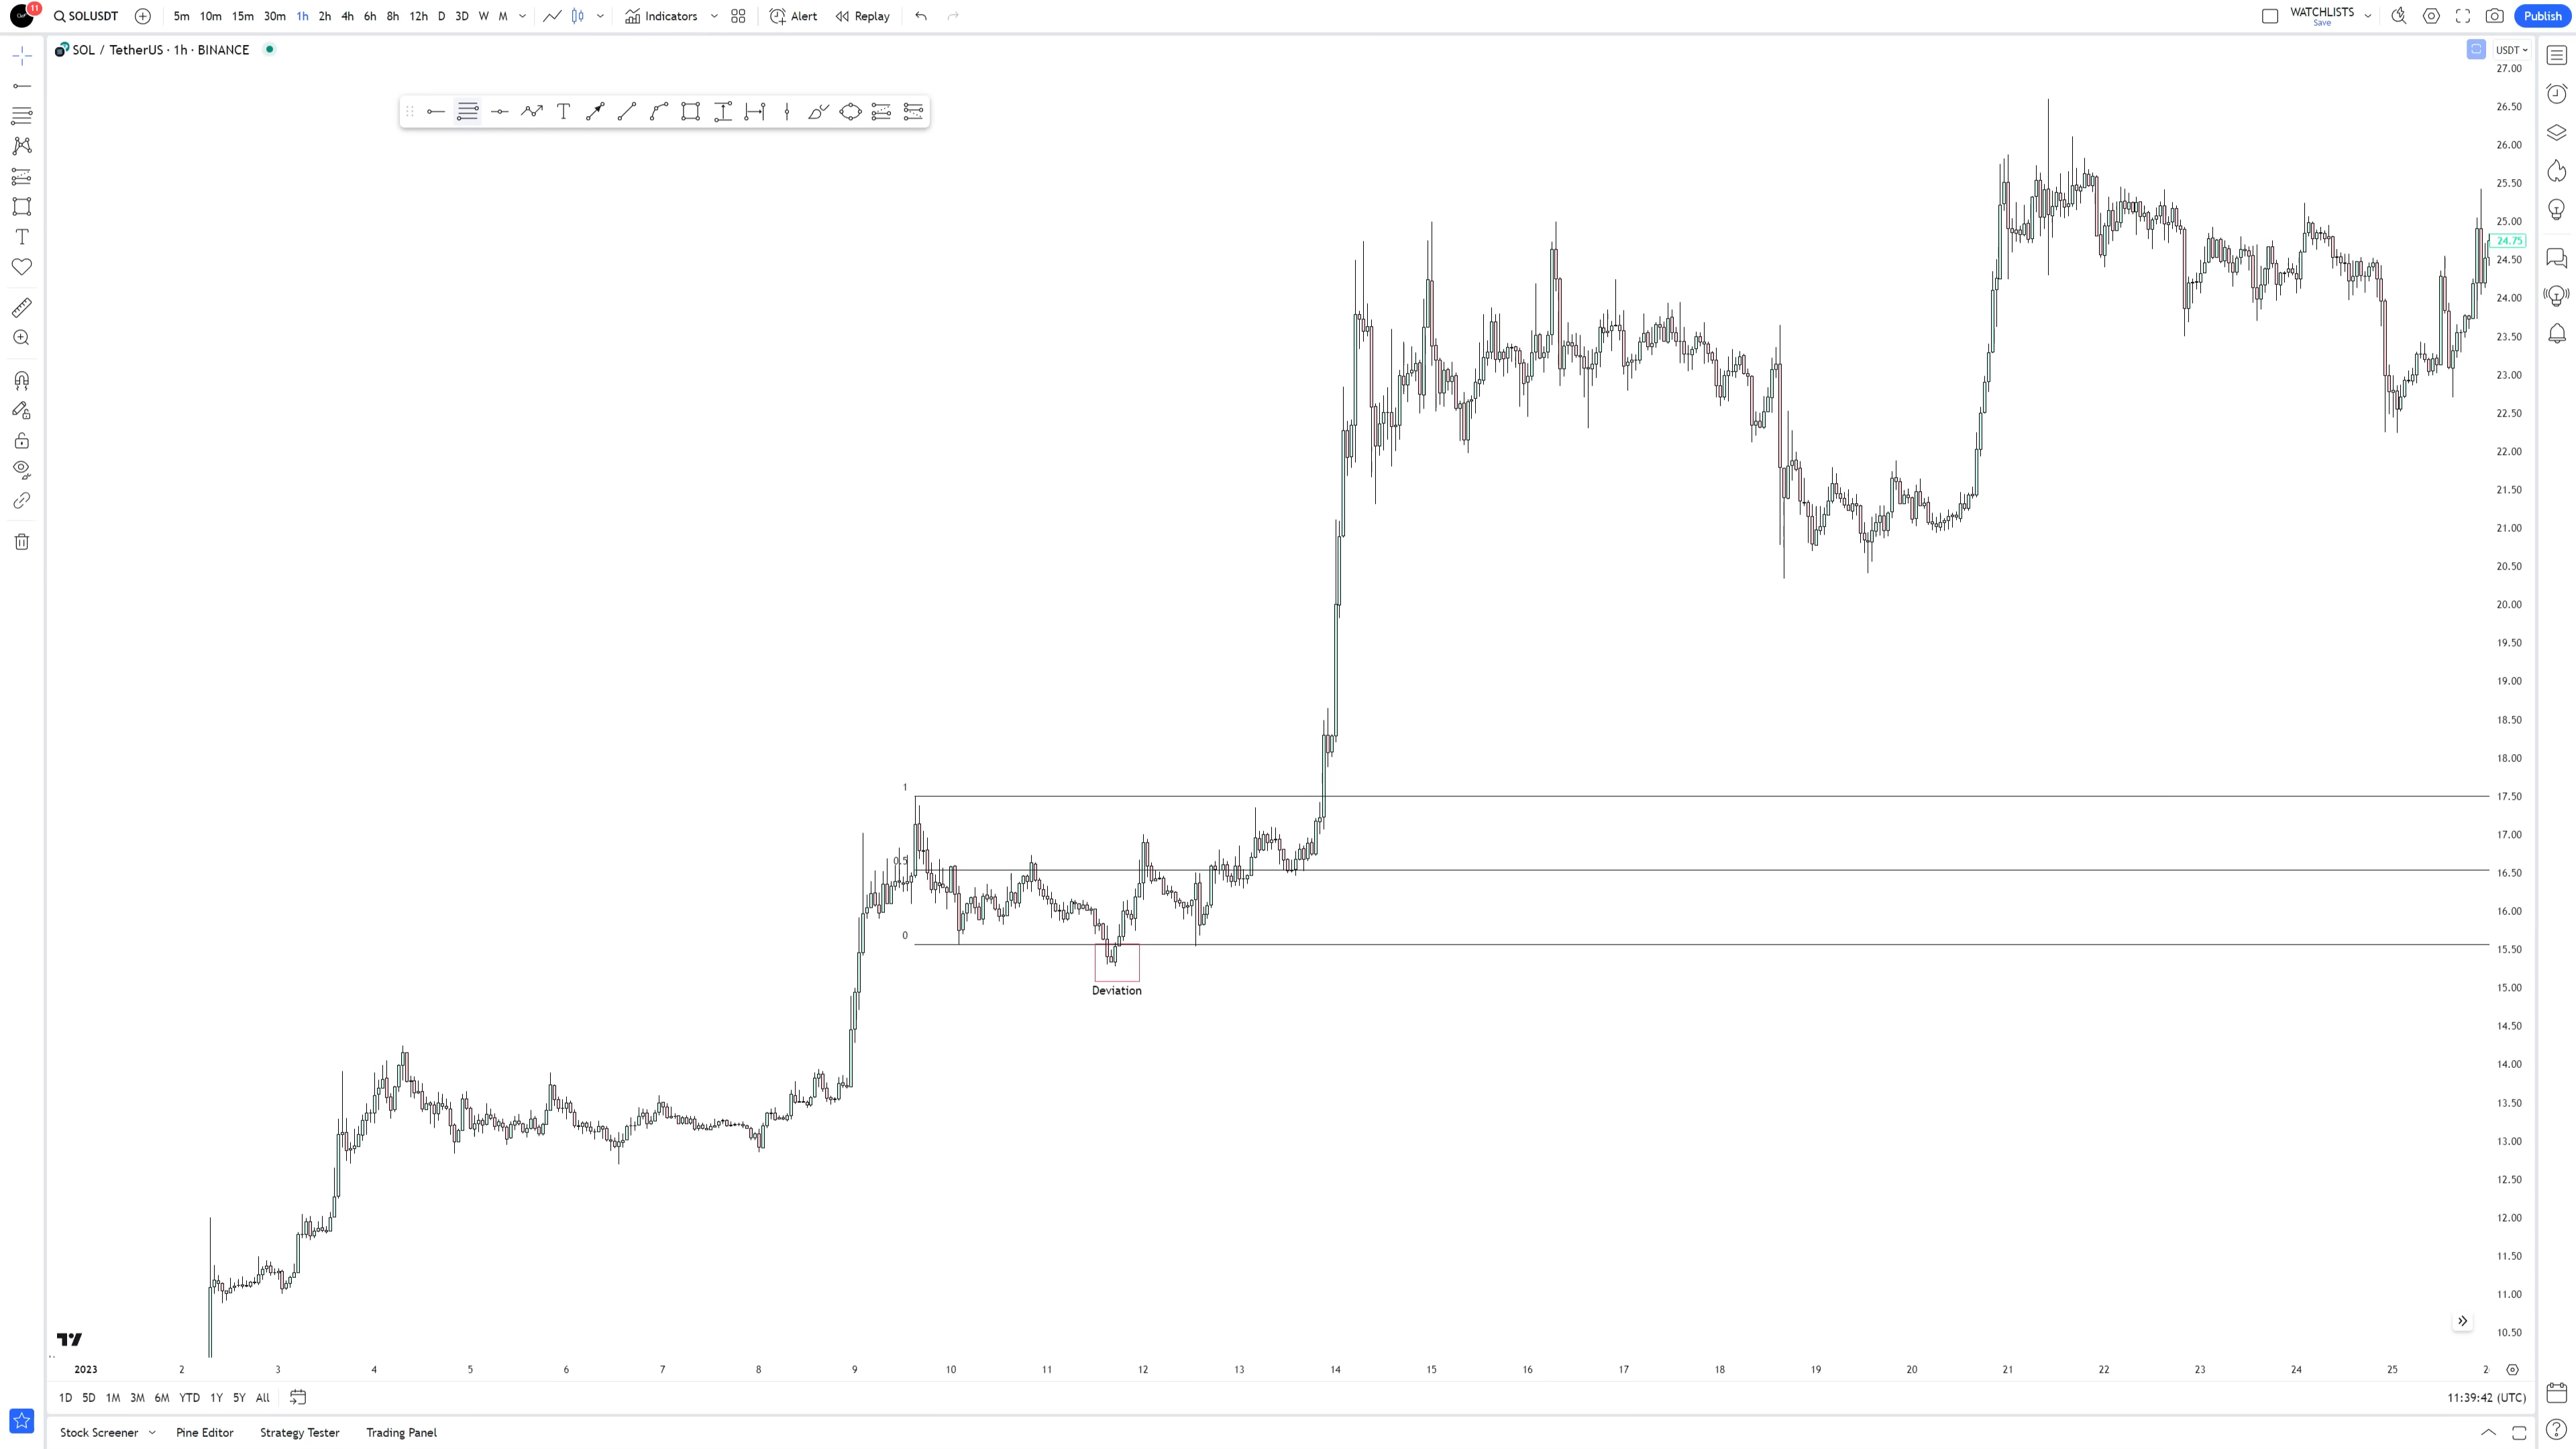 11
SOLUSDT
5m 10m 15m 30m 1h 2h 4h 6h 8h 12h D 3D W M
Indicators
Alert
Replay
WATCHLISTS
Save
Publish
SOL / TetherUS · 1h · BINANCE
USDT
27.00
26.50
26.00
25.50
25.00
24.75
24.50
24.00
23.50
23.00
22.50
22.00
21.50
21.00
20.50
20.00
19.50
19.00
18.50
18.00
17.50
17.00
16.50
16.00
15.50
15.00
14.50
14.00
13.50
13.00
12.50
12.00
11.50
11.00
10.50
1
0.5
0
Deviation
2023 2 3 4 5 6 7 8 9 10 11 12 13 14 15 16 17 18 19 20 21 22 23 24 25
1D 5D 1M 3M 6M YTD 1Y 5Y All
11:39:42 (UTC)
Stock Screener
Pine Editor
Strategy Tester
Trading Panel